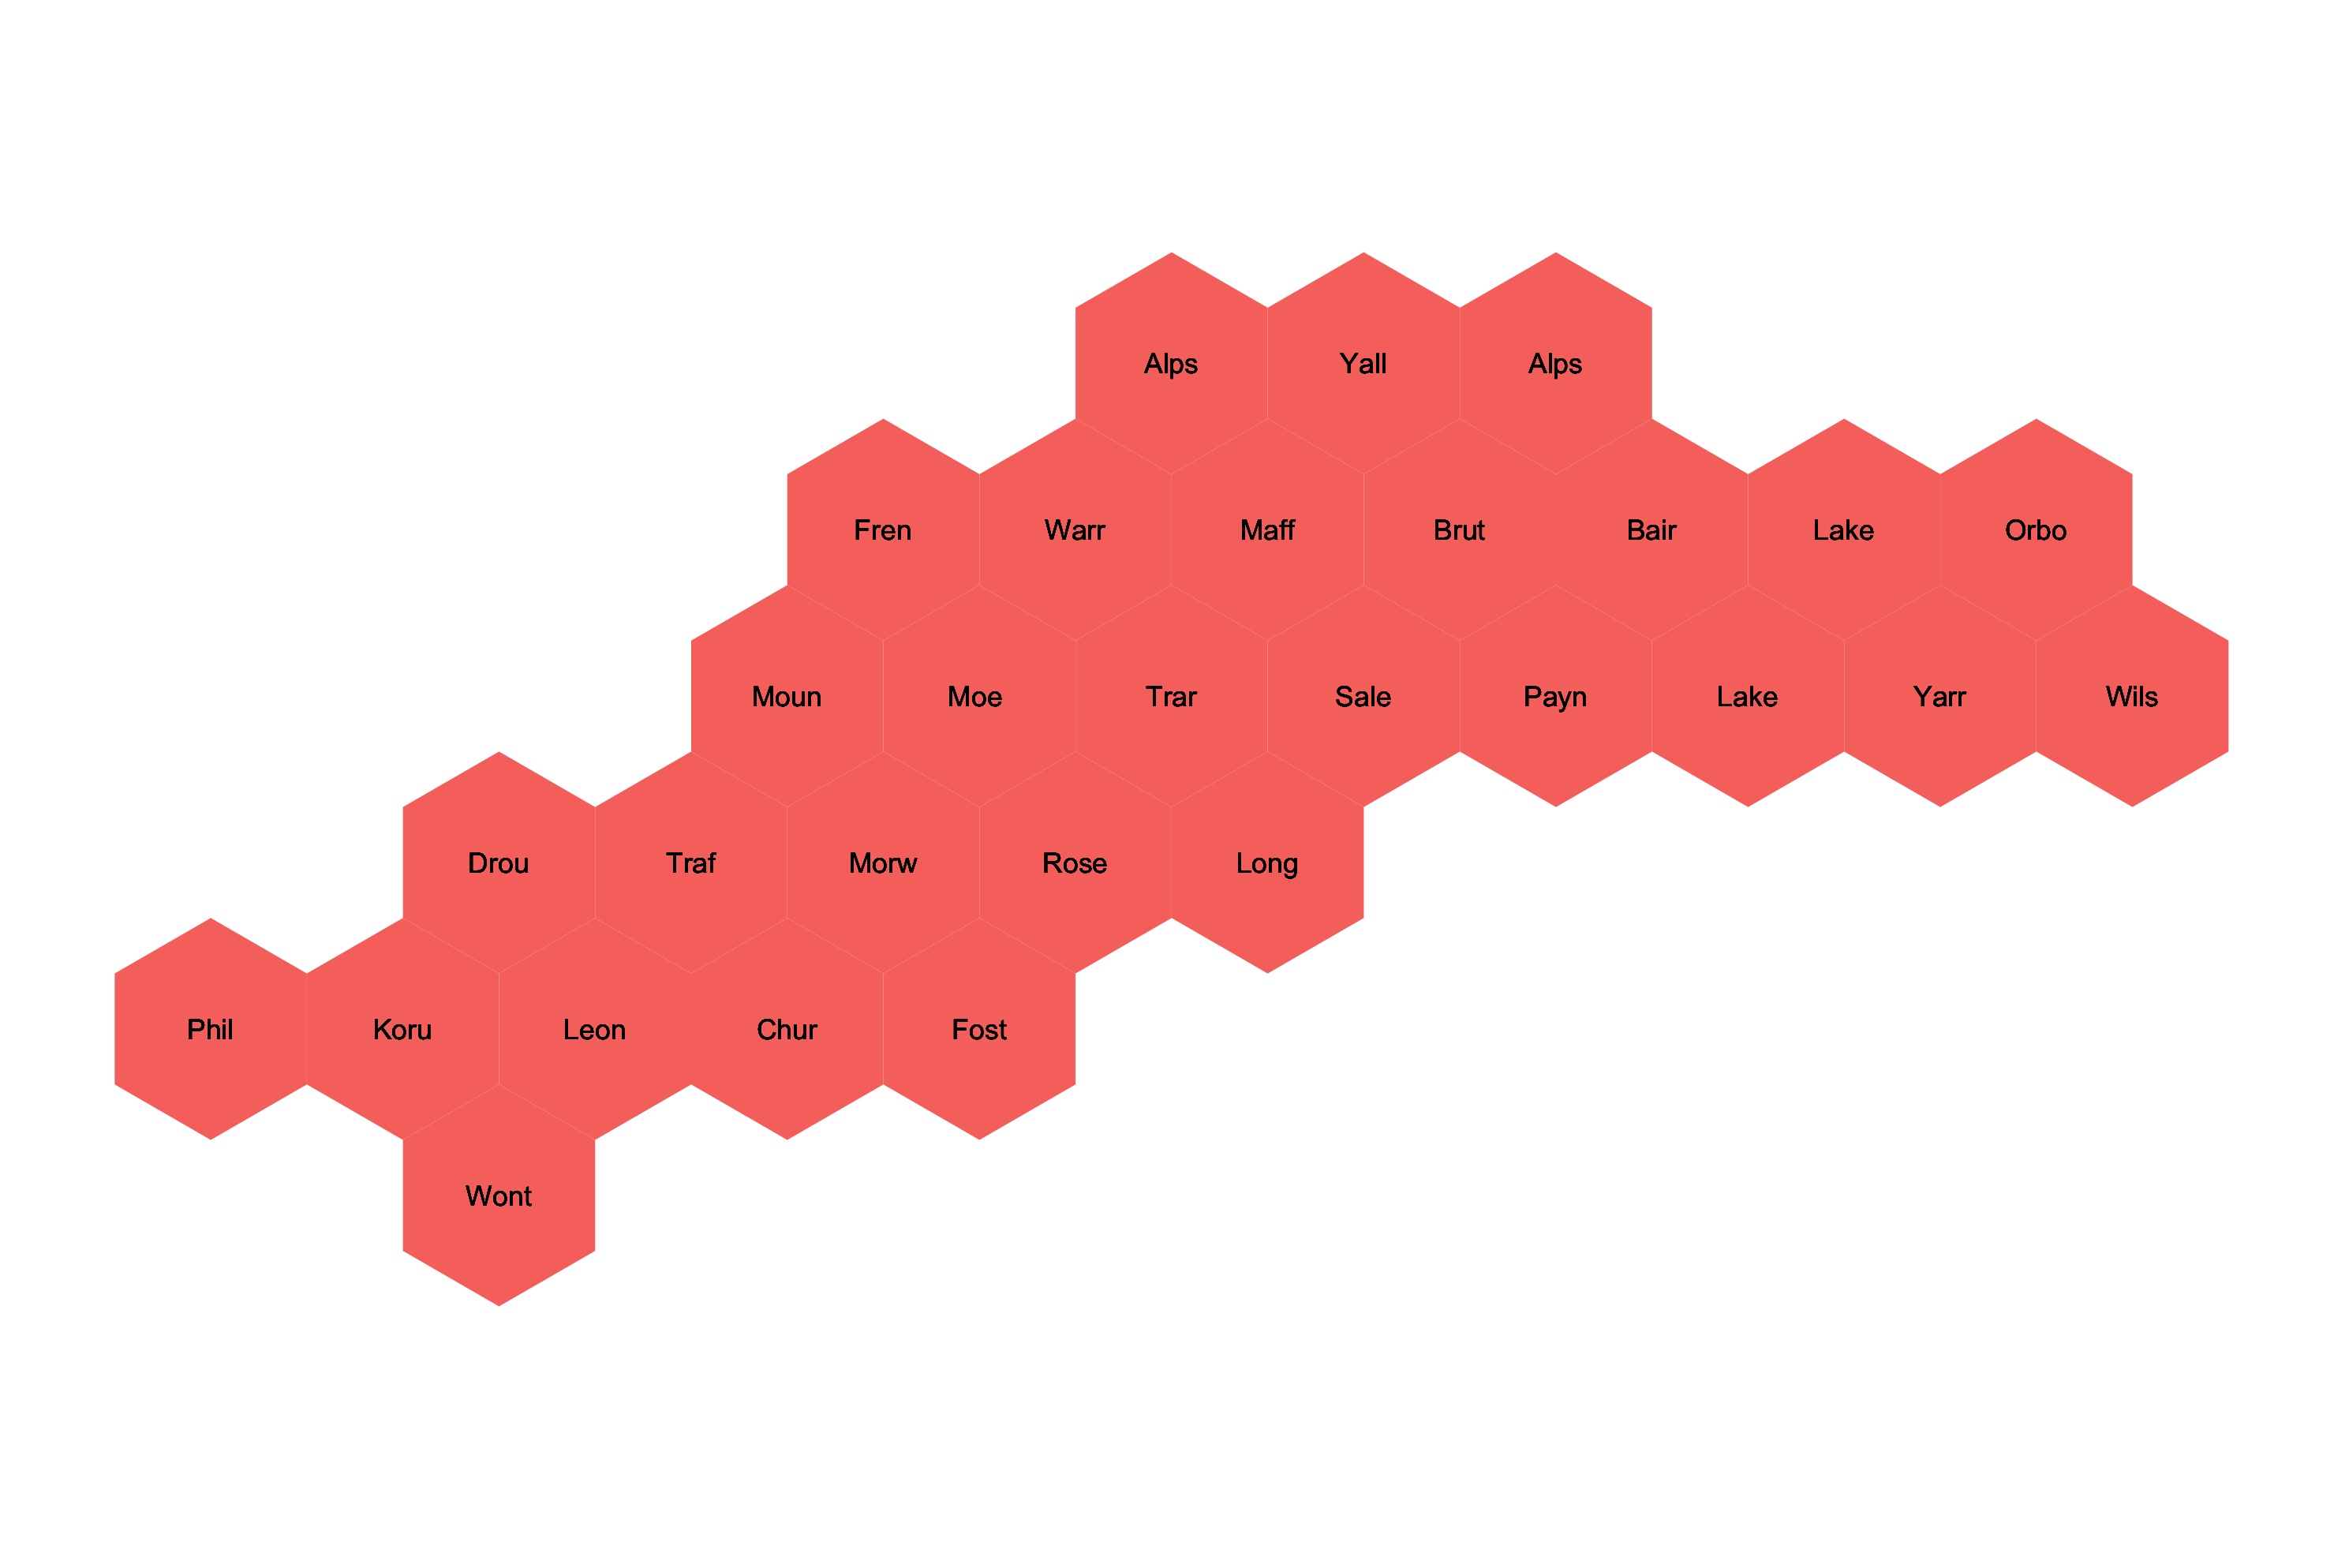 Alps Yall Alps
Fren Warr Maff Brut Bair Lake Orbo
Moun Moe Trar Sale Payn Lake Yarr Wils
Drou Traf Morw Rose Long
Phil Koru Leon Chur Fost
Wont